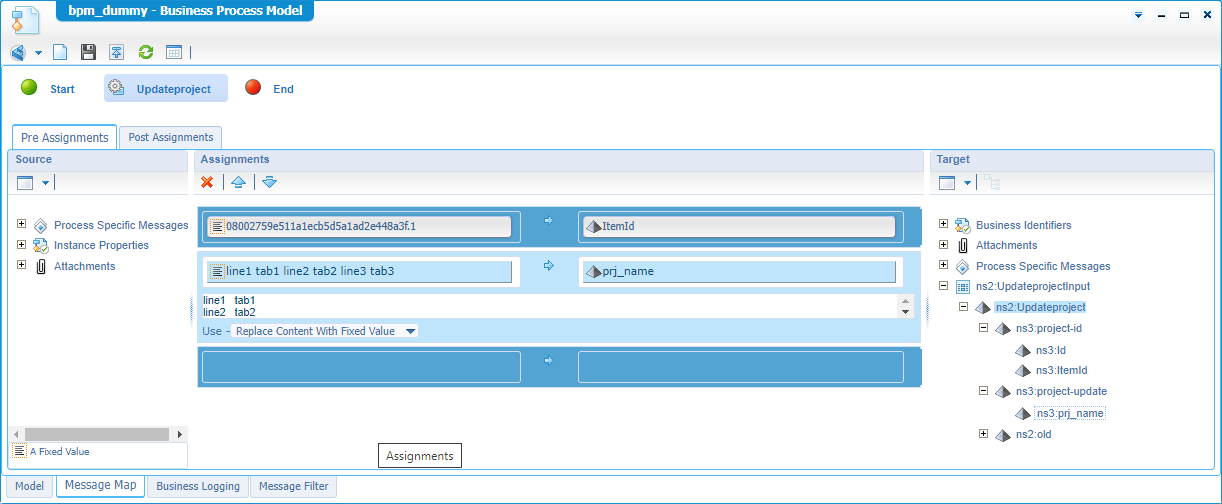 bpm_dummy - Business Process Model
Start
Updateproject
End
Pre Assignments
Post Assignments
Source
Assignments
Target
Process Specific Messages
Instance Properties
Attachments
08002759e511a1ecb5d5a1ad2e448a3f.1
ItemId
line1 tab1 line2 tab2 line3 tab3
prj_name
line1 tab1
line2 tab2
Use - Replace Content With Fixed Value
Business Identifiers
Attachments
Process Specific Messages
ns2:UpdateprojectInput
ns2:Updateproject
ns3:project-id
ns3:Id
ns3:ItemId
ns3:project-update
ns3:prj_name
ns2:old
A Fixed Value
Assignments
Model
Message Map
Business Logging
Message Filter